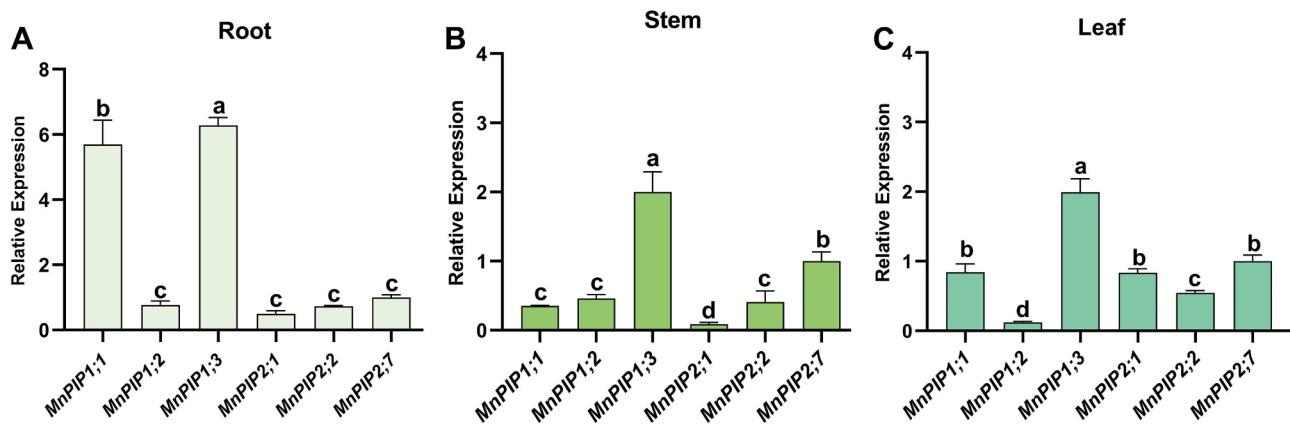 A
Root
Relative Expression
8
6
4
2
0
b
c
a
c
c
c
MnPIP1;1
MnPIP1;2
MnPIP1;3
MnPIP2;1
MnPIP2;2
MnPIP2;7
B
Stem
Relative Expression
4
3
2
1
0
c
c
a
d
c
b
MnPIP1;1
MnPIP1;2
MnPIP1;3
MnPIP2;1
MnPIP2;2
MnPIP2;7
C
Leaf
Relative Expression
4
3
2
1
0
b
d
a
b
c
b
MnPIP1;1
MnPIP1;2
MnPIP1;3
MnPIP2;1
MnPIP2;2
MnPIP2;7